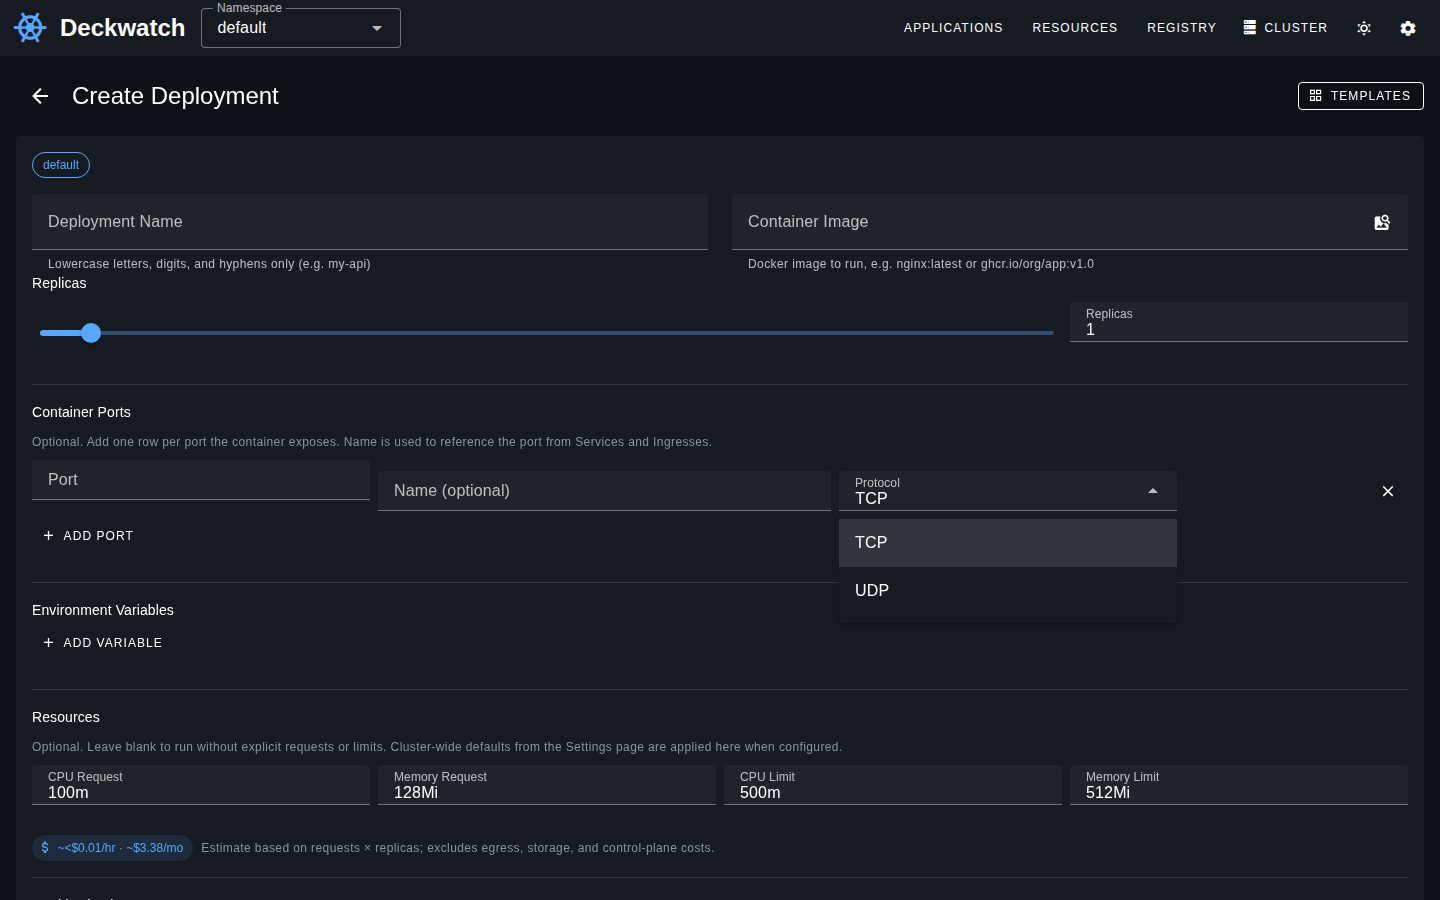 Deckwatch
Namespace
default
APPLICATIONS
RESOURCES
REGISTRY
CLUSTER
Create Deployment
TEMPLATES
default
Deployment Name
Container Image
Lowercase letters, digits, and hyphens only (e.g. my-api)
Docker image to run, e.g. nginx:latest or ghcr.io/org/app:v1.0
Replicas
Replicas
1
Container Ports
Optional. Add one row per port the container exposes. Name is used to reference the port from Services and Ingresses.
Port
Name (optional)
Protocol
TCP
ADD PORT
TCP
UDP
Environment Variables
ADD VARIABLE
Resources
Optional. Leave blank to run without explicit requests or limits. Cluster-wide defaults from the Settings page are applied here when configured.
CPU Request
100m
Memory Request
128Mi
CPU Limit
500m
Memory Limit
512Mi
~<$0.01/hr · ~$3.38/mo
Estimate based on requests × replicas; excludes egress, storage, and control-plane costs.